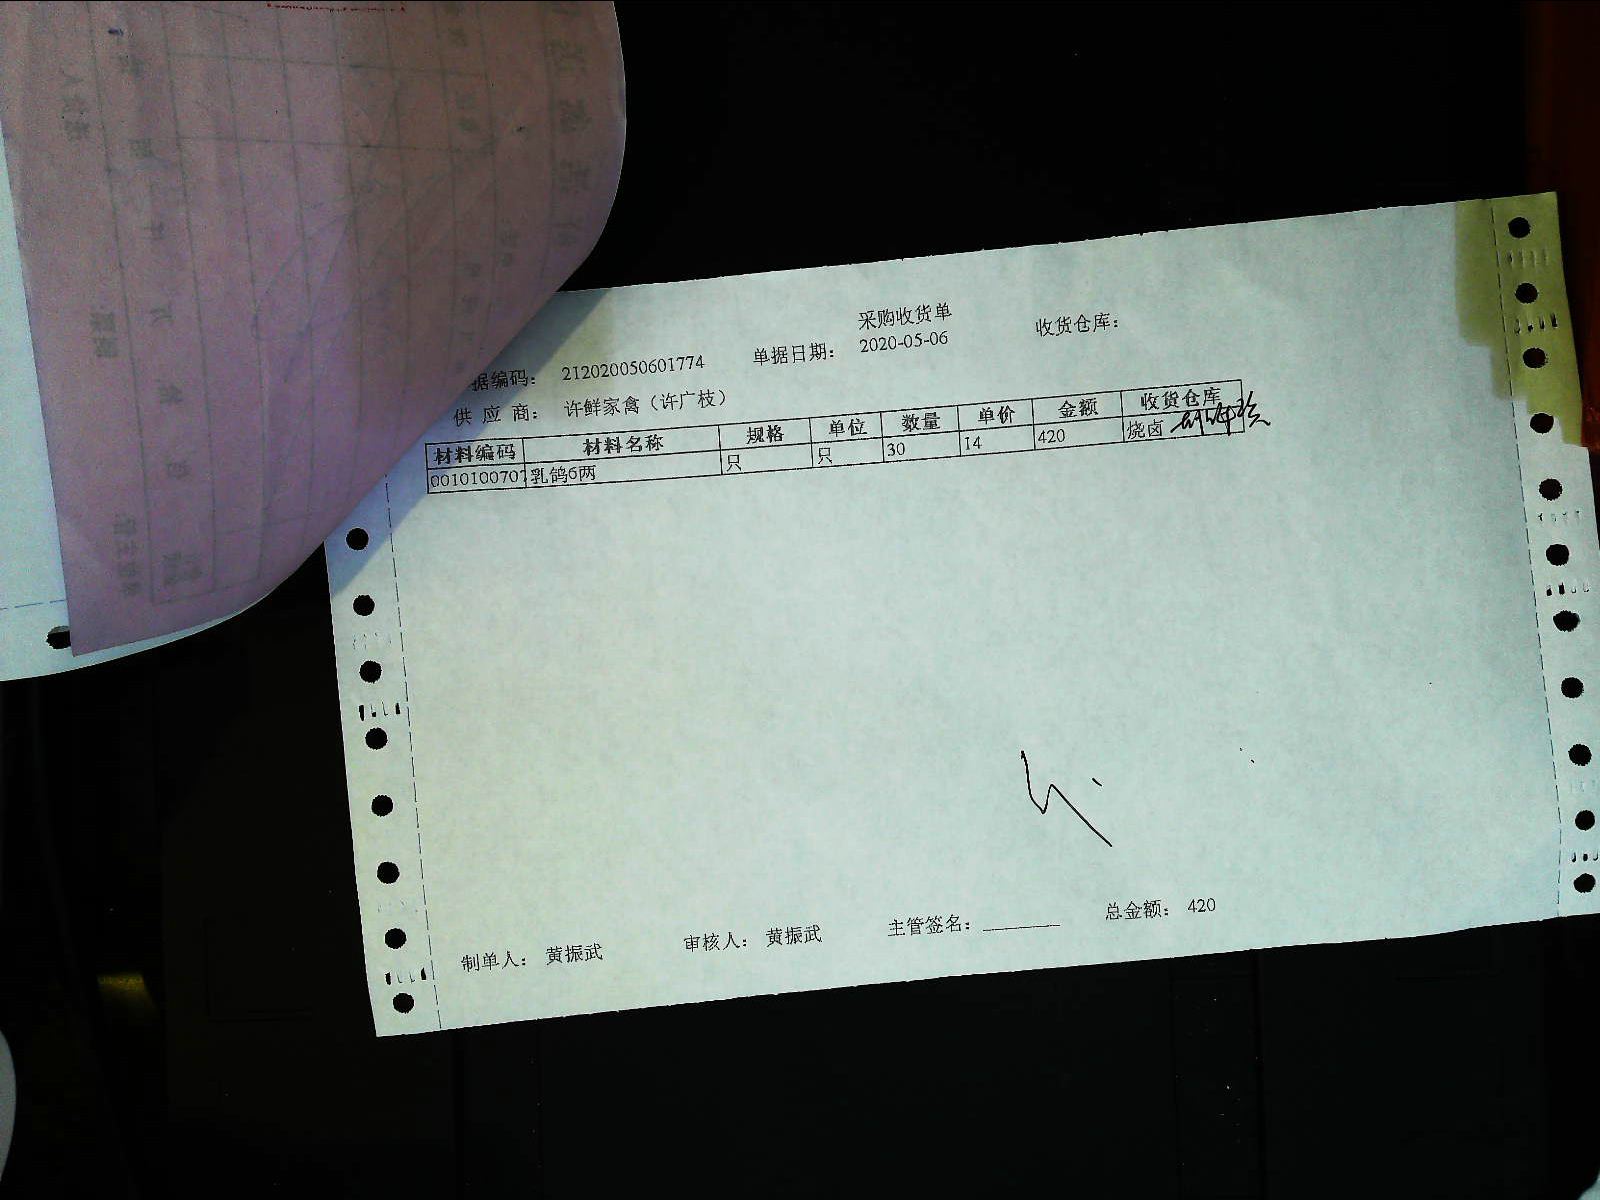 采购收货单
据编码： 212020050601774 单据日期： 2020-05-06 收货仓库：
供 应 商： 许鲜家禽（许广枝）
材料编码 材料名称 规格 单位 数量 单价 金额 收货仓库
0010100707 乳鸽6两 只 只 30 14 420 烧卤
制单人： 黄振武 审核人： 黄振武 主管签名： 总金额： 420